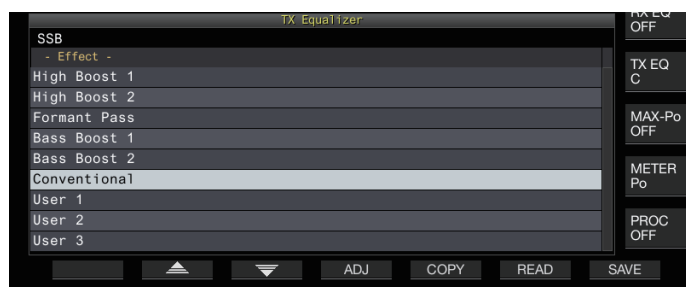 TX Equalizer
SSB
- Effect -
High Boost 1
High Boost 2
Formant Pass
Bass Boost 1
Bass Boost 2
Conventional
User 1
User 2
User 3
RX EQ
OFF
TX EQ
C
MAX-Po
OFF
METER
Po
PROC
OFF
ADJ
COPY
READ
SAVE